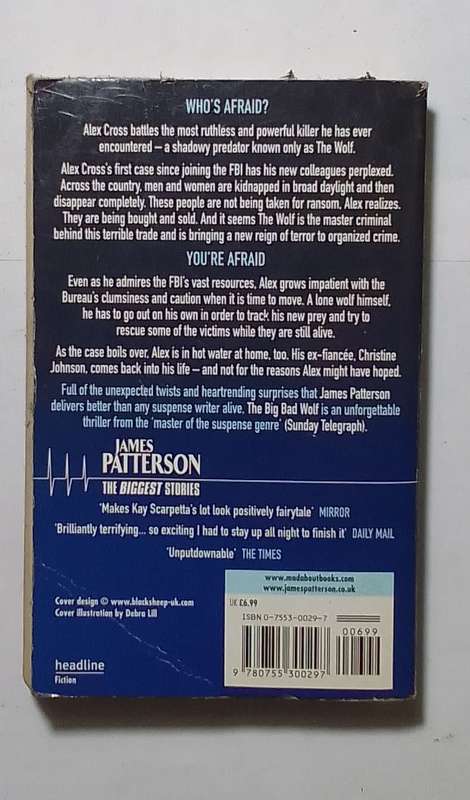 WHO'S AFRAID?
Alex Cross battles the most ruthless and powerful killer he has ever
encountered – a shadowy predator known only as The Wolf.
Alex Cross's first case since joining the FBI has his new colleagues perplexed.
Across the country, men and women are kidnapped in broad daylight and then
disappear completely. These people are not being taken for ransom, Alex realizes.
They are being bought and sold. And it seems The Wolf is the master criminal
behind this terrible trade and is bringing a new reign of terror to organized crime.
YOU'RE AFRAID
Even as he admires the FBI's vast resources, Alex grows impatient with the
Bureau's clumsiness and caution when it is time to move. A lone wolf himself,
he has to go out on his own in order to track his new prey and try to
rescue some of the victims while they are still alive.
As the case boils over, Alex is in hot water at home, too. His ex-fiancée, Christine
Johnson, comes back into his life – and not for the reasons Alex might have hoped.
Full of the unexpected twists and heartrending surprises that James Patterson
delivers better than any suspense writer alive, The Big Bad Wolf is an unforgettable
thriller from the 'master of the suspense genre' (Sunday Telegraph).
JAMES
PATTERSON
THE BIGGEST STORIES
'Makes Kay Scarpetta's lot look positively fairytale' MIRROR
'Brilliantly terrifying... so exciting I had to stay up all night to finish it' DAILY MAIL
'Unputdownable' THE TIMES
www.madaboutbooks.com
www.jamespatterson.co.uk
Cover design © www.blacksheep-uk.com
Cover illustration by Debra Lill
UK £6.99
ISBN 0-7553-0029-7
00699
9 780755 300297
headline
Fiction